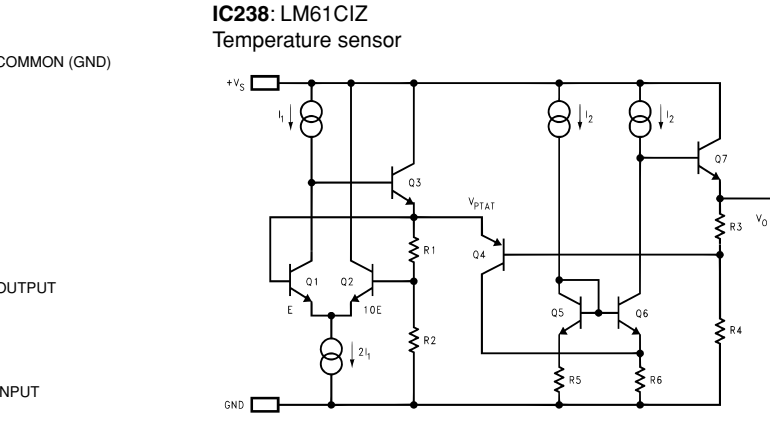 IC238: LM61CIZ
Temperature sensor
COMMON (GND)
OUTPUT
INPUT
+VS
I1
I2
I2
Q7
Q3
VPTAT
R3
VO
R1
Q4
Q1
Q2
E
10E
Q5
Q6
R2
R4
2I1
R5
R6
GND